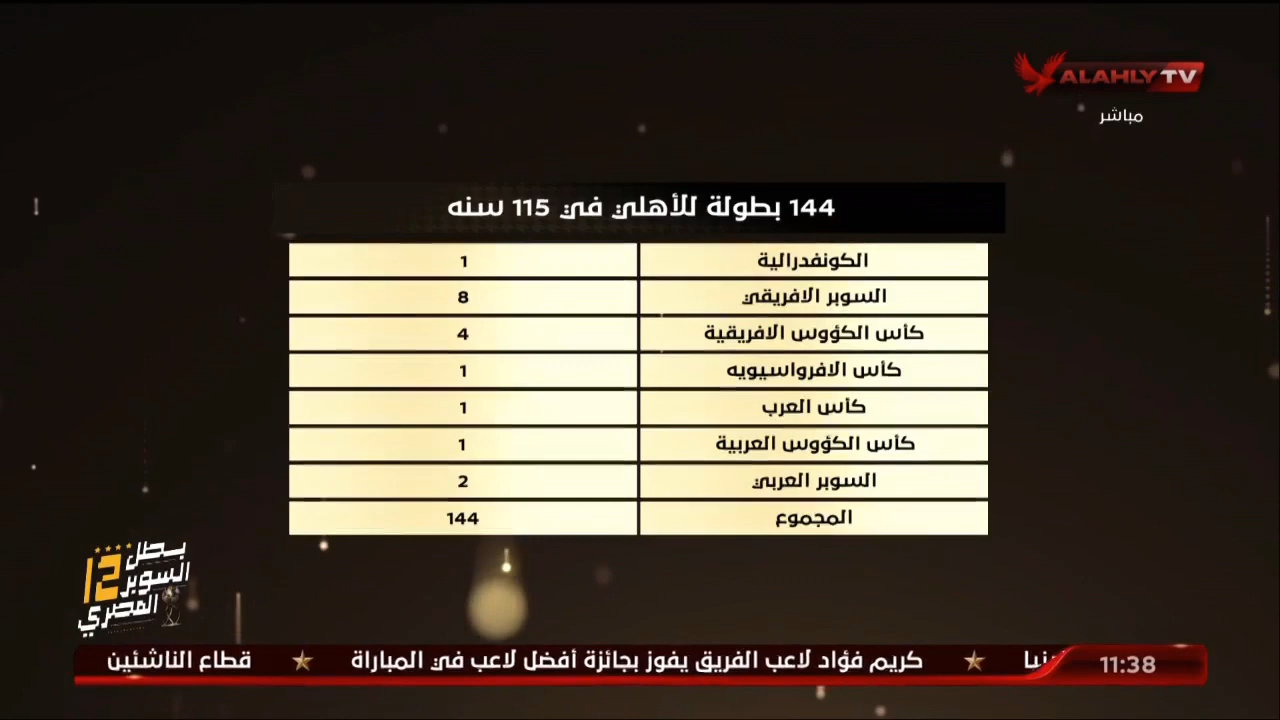 ALAHLY TV
مباشر
144 بطولة للأهلي في 115 سنه
الكونفدرالية 1
السوبر الافريقي 8
كأس الكؤوس الافريقية 4
كأس الافرواسيويه 1
كأس العرب 1
كأس الكؤوس العربية 1
السوبر العربي 2
المجموع 144
بطل 12
السوبر
المصري
11:38 كريم فؤاد لاعب الفريق يفوز بجائزة أفضل لاعب في المباراة قطاع الناشئين